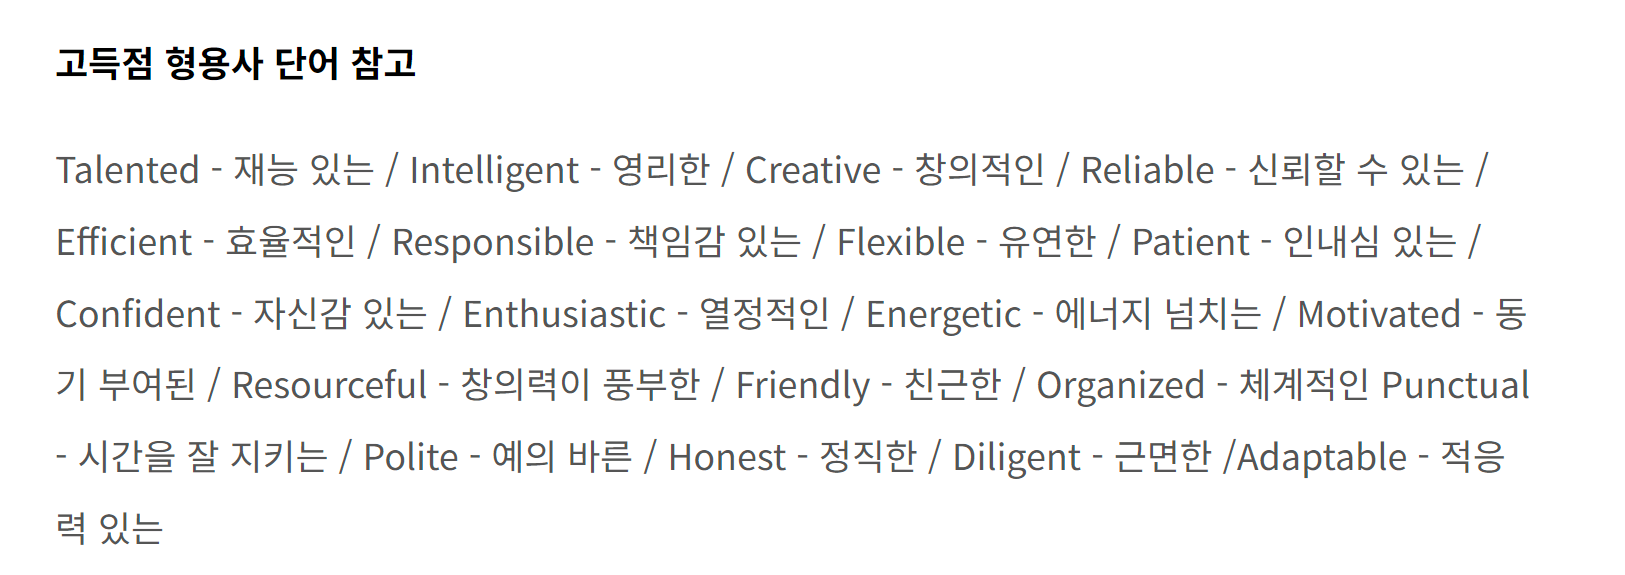 고득점 형용사 단어 참고
Talented - 재능 있는 / Intelligent - 영리한 / Creative - 창의적인 / Reliable - 신뢰할 수 있는 /
Efficient - 효율적인 / Responsible - 책임감 있는 / Flexible - 유연한 / Patient - 인내심 있는 /
Confident - 자신감 있는 / Enthusiastic - 열정적인 / Energetic - 에너지 넘치는 / Motivated - 동
기 부여된 / Resourceful - 창의력이 풍부한 / Friendly - 친근한 / Organized - 체계적인 Punctual
- 시간을 잘 지키는 / Polite - 예의 바른 / Honest - 정직한 / Diligent - 근면한 /Adaptable - 적응
력 있는